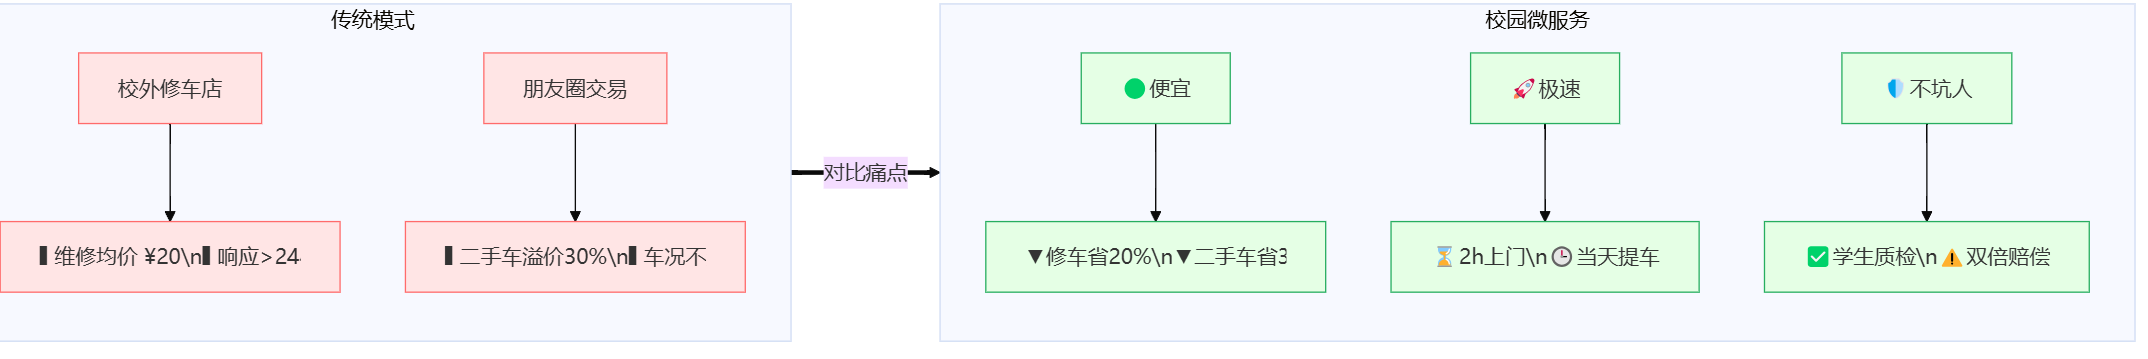 传统模式
校外修车店
朋友圈交易
▌维修均价 ¥20\n▌响应>24
▌二手车溢价30%\n▌车况不
对比痛点
校园微服务
🟢便宜
🚀极速
🛡️不坑人
▼修车省20%\n▼二手车省3
⏳2h上门\n🕒当天提车
✅学生质检\n⚠️双倍赔偿